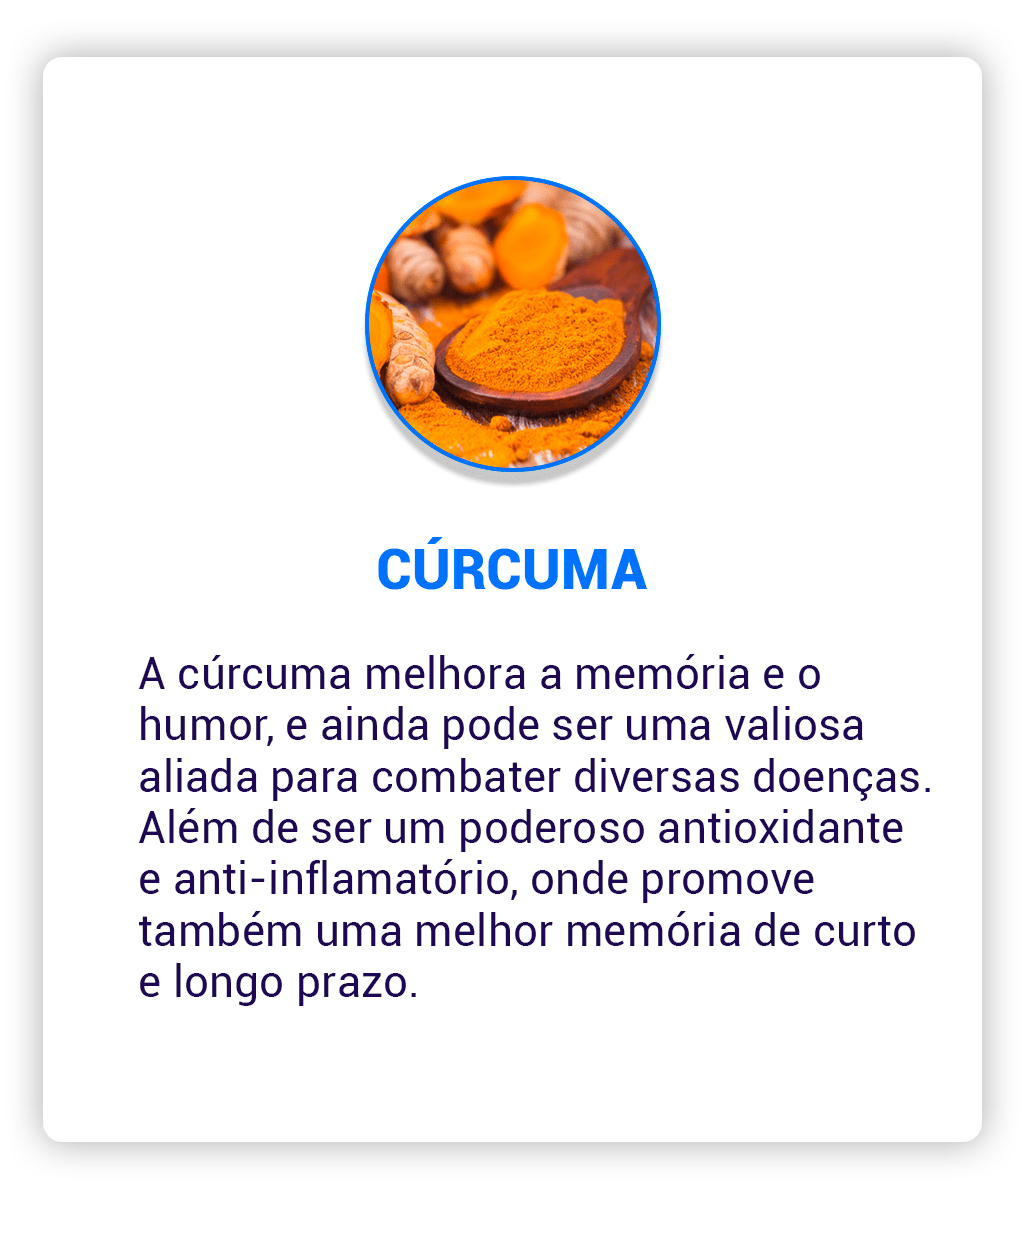 CÚRCUMA
A cúrcuma melhora a memória e o
humor, e ainda pode ser uma valiosa
aliada para combater diversas doenças.
Além de ser um poderoso antioxidante
e anti-inflamatório, onde promove
também uma melhor memória de curto
e longo prazo.